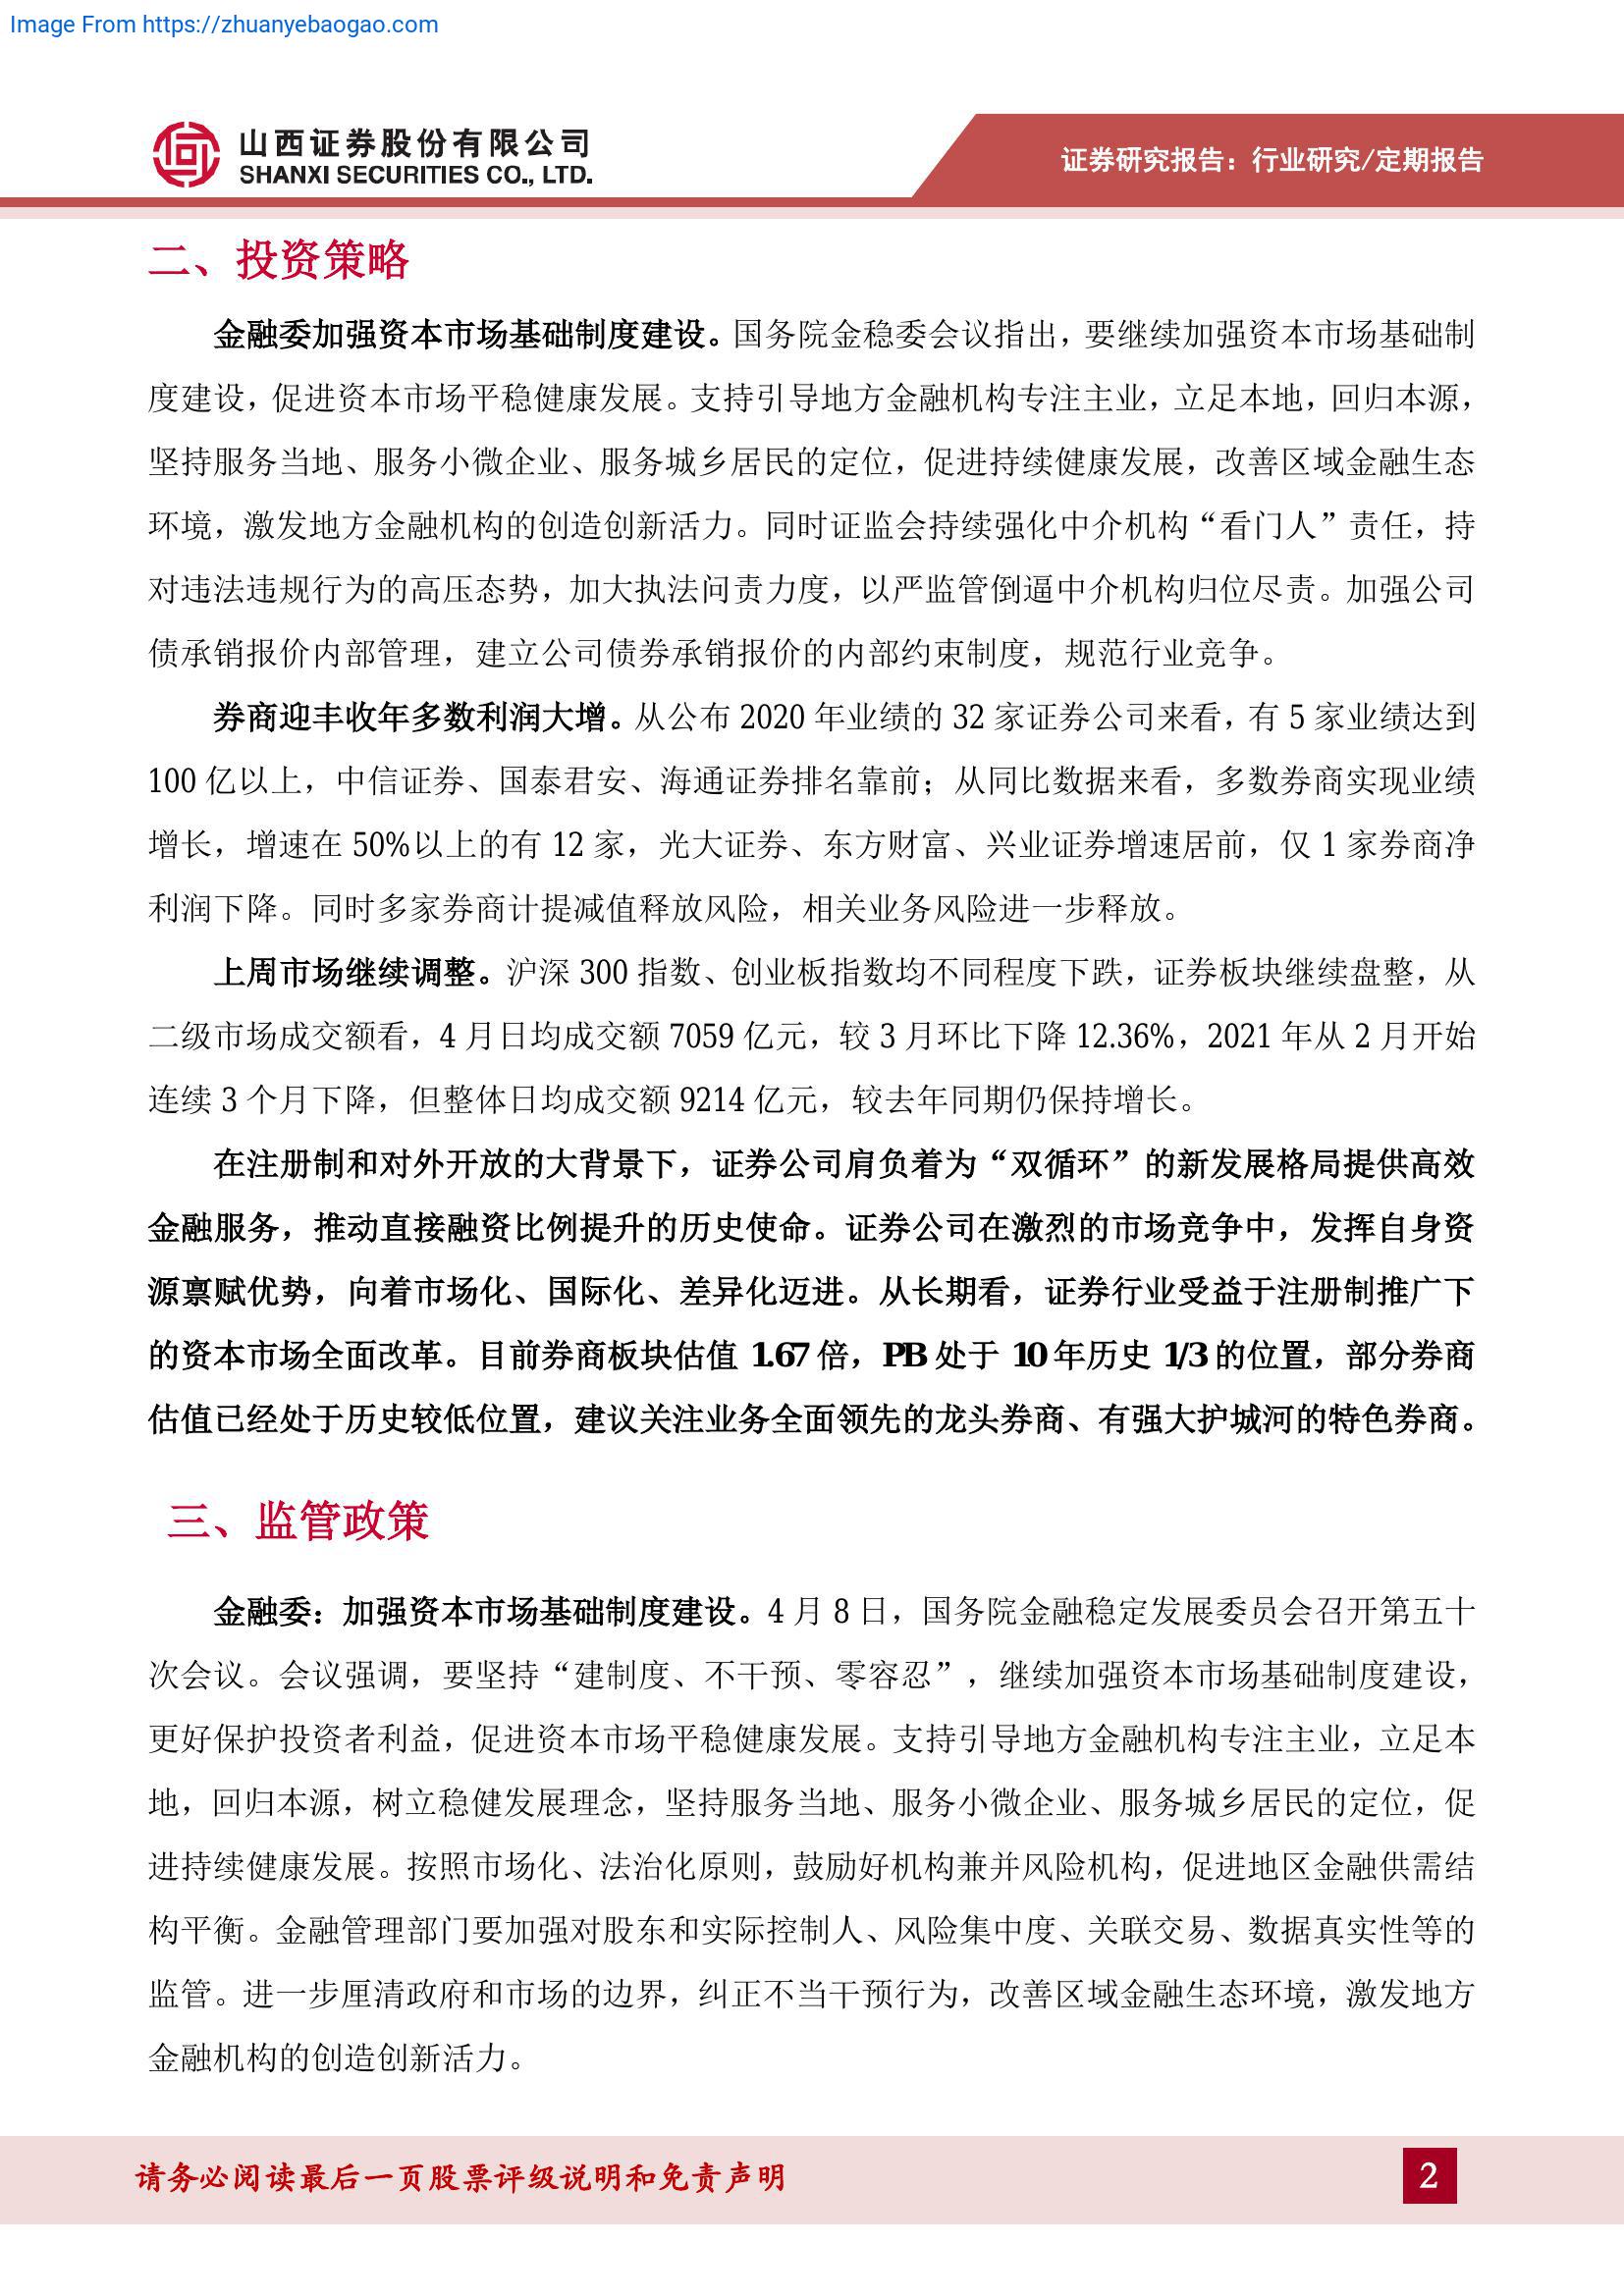 Image From https://zhuanyebaogao.com
山西证券股份有限公司
SHANXI SECURITIES CO., LTD.
证券研究报告：行业研究/定期报告
二、投资策略
金融委加强资本市场基础制度建设。国务院金稳委会议指出，要继续加强资本市场基础制
度建设，促进资本市场平稳健康发展。支持引导地方金融机构专注主业，立足本地，回归本源，
坚持服务当地、服务小微企业、服务城乡居民的定位，促进持续健康发展，改善区域金融生态
环境，激发地方金融机构的创造创新活力。同时证监会持续强化中介机构“看门人”责任，持
对违法违规行为的高压态势，加大执法问责力度，以严监管倒逼中介机构归位尽责。加强公司
债承销报价内部管理，建立公司债券承销报价的内部约束制度，规范行业竞争。
券商迎丰收年多数利润大增。从公布 2020 年业绩的 32 家证券公司来看，有 5 家业绩达到
100 亿以上，中信证券、国泰君安、海通证券排名靠前；从同比数据来看，多数券商实现业绩
增长，增速在 50%以上的有 12 家，光大证券、东方财富、兴业证券增速居前，仅 1 家券商净
利润下降。同时多家券商计提减值释放风险，相关业务风险进一步释放。
上周市场继续调整。沪深 300 指数、创业板指数均不同程度下跌，证券板块继续盘整，从
二级市场成交额看，4 月日均成交额 7059 亿元，较 3 月环比下降 12.36%，2021 年从 2 月开始
连续 3 个月下降，但整体日均成交额 9214 亿元，较去年同期仍保持增长。
在注册制和对外开放的大背景下，证券公司肩负着为“双循环”的新发展格局提供高效
金融服务，推动直接融资比例提升的历史使命。证券公司在激烈的市场竞争中，发挥自身资
源禀赋优势，向着市场化、国际化、差异化迈进。从长期看，证券行业受益于注册制推广下
的资本市场全面改革。目前券商板块估值 1.67 倍，PB 处于 10 年历史 1/3 的位置，部分券商
估值已经处于历史较低位置，建议关注业务全面领先的龙头券商、有强大护城河的特色券商。
三、监管政策
金融委：加强资本市场基础制度建设。4 月 8 日，国务院金融稳定发展委员会召开第五十
次会议。会议强调，要坚持“建制度、不干预、零容忍”，继续加强资本市场基础制度建设，
更好保护投资者利益，促进资本市场平稳健康发展。支持引导地方金融机构专注主业，立足本
地，回归本源，树立稳健发展理念，坚持服务当地、服务小微企业、服务城乡居民的定位，促
进持续健康发展。按照市场化、法治化原则，鼓励好机构兼并风险机构，促进地区金融供需结
构平衡。金融管理部门要加强对股东和实际控制人、风险集中度、关联交易、数据真实性等的
监管。进一步厘清政府和市场的边界，纠正不当干预行为，改善区域金融生态环境，激发地方
金融机构的创造创新活力。
请务必阅读最后一页股票评级说明和免责声明
2